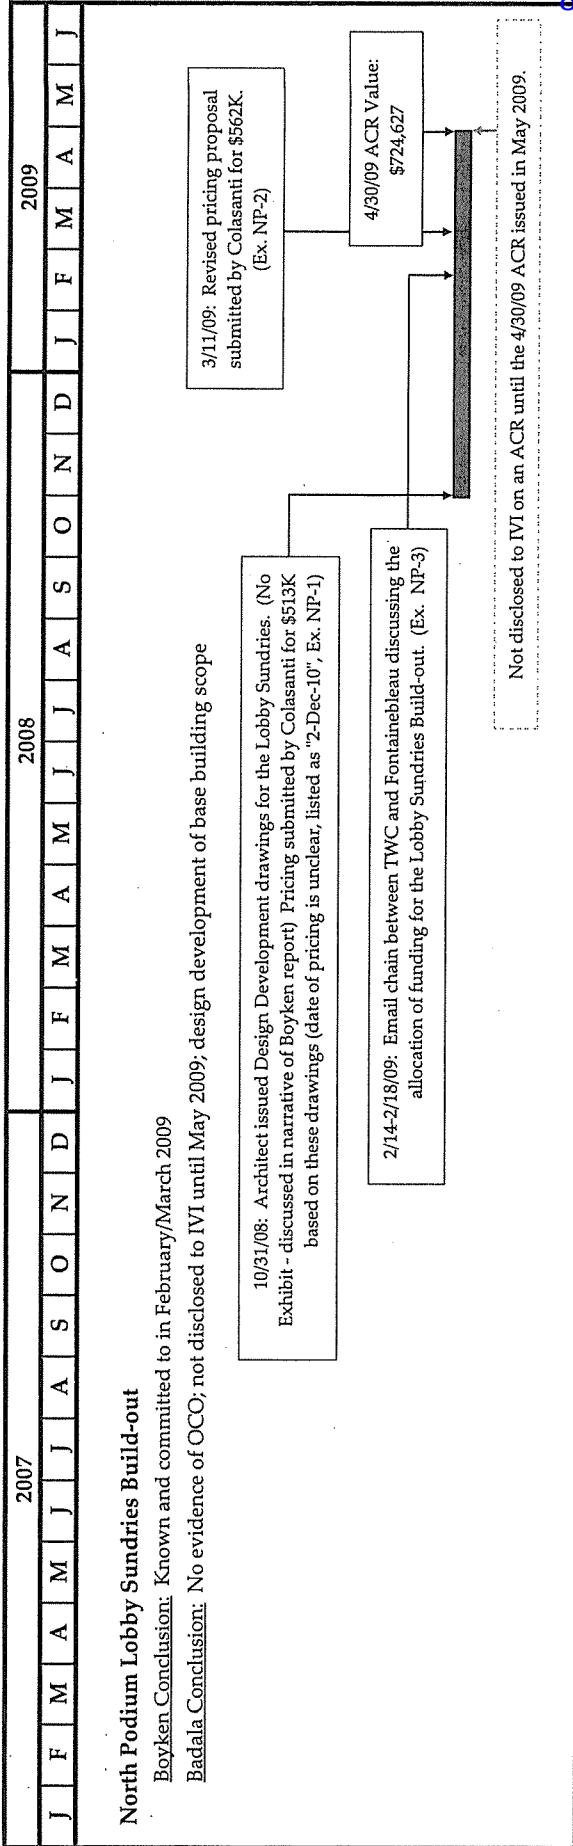 2007
2008
2009
J F M A M J J A S O N D J F M A M J J A S O N D J F M A M J
North Podium Lobby Sundries Build-out
Boyken Conclusion: Known and committed to in February/March 2009
Badala Conclusion: No evidence of OCO; not disclosed to IVI until May 2009; design development of base building scope
10/31/08: Architect issued Design Development drawings for the Lobby Sundries. (No
Exhibit - discussed in narrative of Boyken report) Pricing submitted by Colasanti for $513K
based on these drawings (date of pricing is unclear, listed as "2-Dec-10", Ex. NP-1)
3/11/09: Revised pricing proposal
submitted by Colasanti for $562K.
(Ex. NP-2)
2/14-2/18/09: Email chain between TWC and Fontainebleau discussing the
allocation of funding for the Lobby Sundries Build-out. (Ex. NP-3)
4/30/09 ACR Value:
$724,627
Not disclosed to IVI on an ACR until the 4/30/09 ACR issued in May 2009.